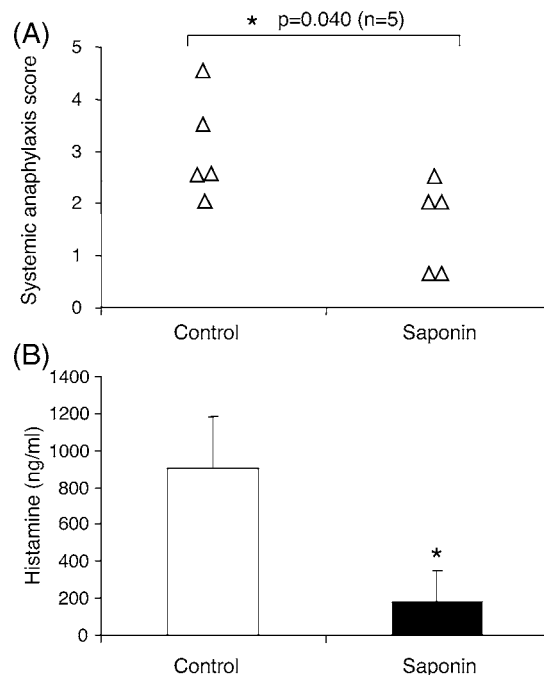 (A)
* p=0.040 (n=5)
Systemic anaphylaxis score
5
4
3
2
1
0
Control Saponin
(B)
Histamine (ng/ml)
1400
1200
1000
800
600
400
200
0
*
Control Saponin